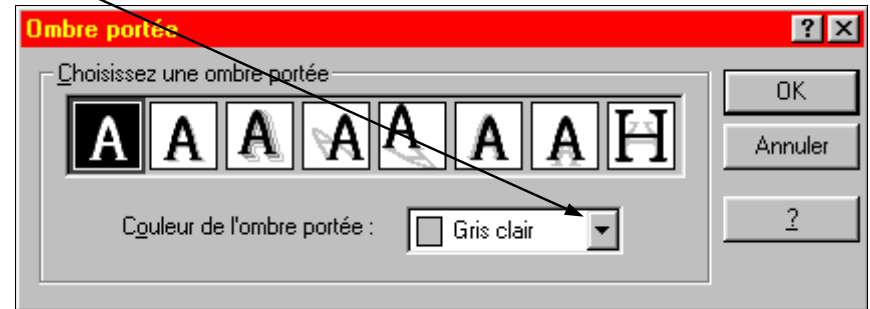 Ombre portée
Choisissez une ombre portée
A A A A A A A H
Couleur de l'ombre portée : Gris clair
OK
Annuler
?